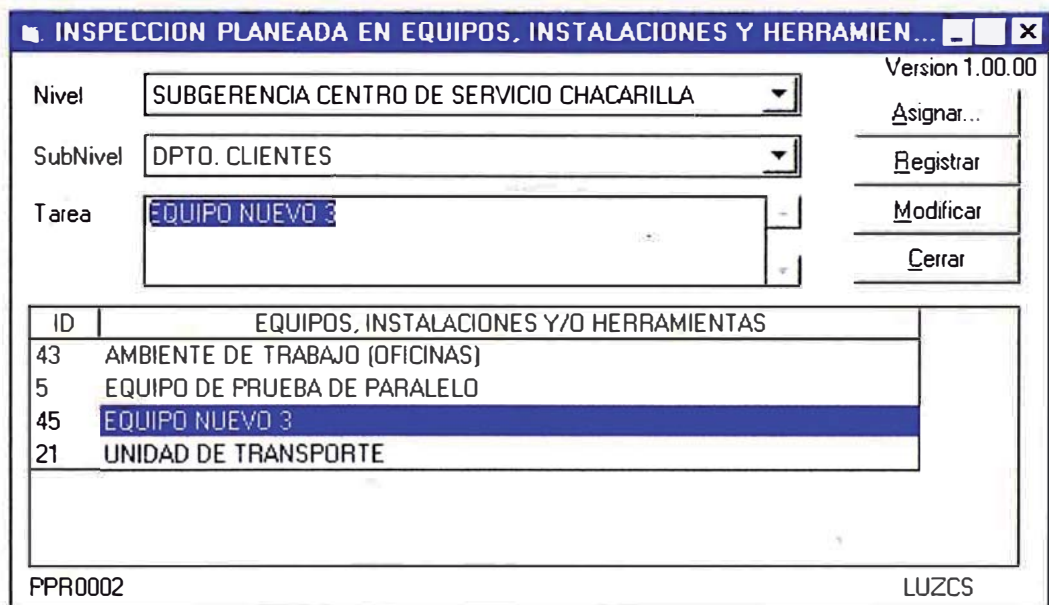 INSPECCION PLANEADA EN EQUIPOS, INSTALACIONES Y HERRAMIEN...
Version 1.00.00
Nivel SUBGERENCIA CENTRO DE SERVICIO CHACARILLA
Asignar...
SubNivel DPTO. CLIENTES
Registrar
Tarea EQUIPO NUEVO 3
Modificar
Cerrar
ID EQUIPOS, INSTALACIONES Y/O HERRAMIENTAS
43 AMBIENTE DE TRABAJO (OFICINAS)
5 EQUIPO DE PRUEBA DE PARALELO
45 EQUIPO NUEVO 3
21 UNIDAD DE TRANSPORTE
PPR0002 LUZCS